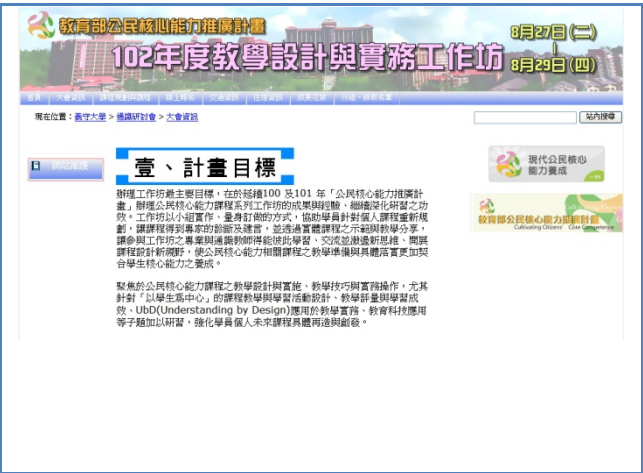 教育部公民核心能力推廣計畫
102年度教學設計與實務工作坊
8月27日(二)
|
8月29日(四)
首頁 | 大會資訊 | 課程規劃與議程 | 線上報名 | 交通資訊 | 住宿資訊 | 成果花絮 | 分組、錄取名單
現在位置：義守大學 > 通識研討會 > 大會資訊
站內搜尋
網站維護
壹、計畫目標
辦理工作坊最主要目標，在於延續100 及101 年「公民核心能力推廣計
畫」辦理公民核心能力課程系列工作坊的成果與經驗、繼續深化研習之功
效。工作坊以小組實作、量身訂做的方式，協助學員針對個人課程重新規
劃，讓課程得到專家的診斷及建言，並透過實體課程之示範與教學分享，
讓參與工作坊之專業與通識教師得能彼此學習、交流並激盪新思維、開展
課程設計新視野，使公民核心能力相關課程之教學準備與具體落實更加契
合學生核心能力之養成。
聚焦於公民核心能力課程之教學設計與實施、教學技巧與實務操作，尤其
針對「以學生為中心」的課程教學與學習活動設計、教學評量與學習成
效、UbD(Understanding by Design)應用於教學實務、教育科技應用
等子題加以研習，強化學員個人未來課程具體再造與創發。
現代公民核心
能力養成
教育部公民核心能力推廣計畫
Cultivating Citizens' Core Competence